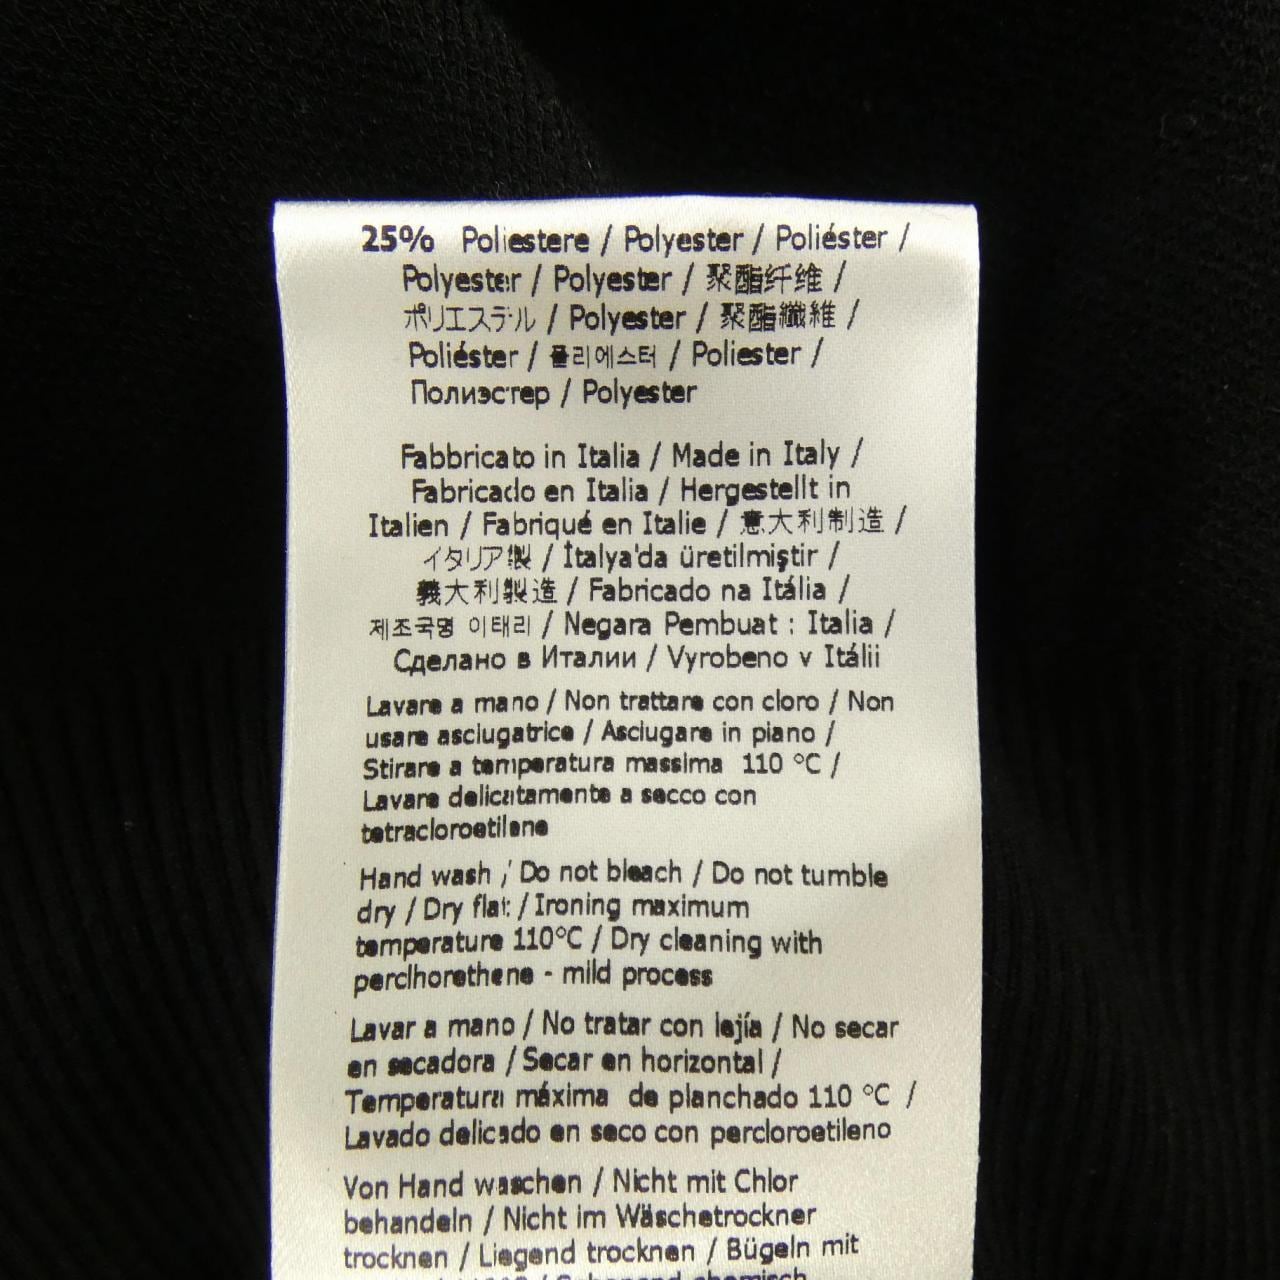 25% Poliestere / Polyester / Poliéster /
Polyester / Polyester / 聚酯纤维 /
ポリエステル / Polyester / 聚酯纖維 /
Poliéster / 폴리에스터 / Poliester /
Полиэстер / Polyester
Fabbricato in Italia / Made in Italy /
Fabricado en Italia / Hergestellt in
Italien / Fabriqué en Italie / 意大利制造 /
イタリア製 / İtalya'da üretilmiştir /
義大利製造 / Fabricado na Itália /
제조국명 이태리 / Negara Pembuat : Italia /
Сделано в Италии / Vyrobeno v Itálii
Lavare a mano / Non trattare con cloro / Non
usare asciugatrice / Asciugare in piano /
Stirare a temperatura massima 110 °C /
Lavare delicatamente a secco con
tetracloroetilene
Hand wash / Do not bleach / Do not tumble
dry / Dry flat / Ironing maximum
temperature 110°C / Dry cleaning with
perclhorethene - mild process
Lavar a mano / No tratar con lejía / No secar
en secadora / Secar en horizontal /
Temperatura máxima de planchado 110 °C /
Lavado delicado en seco con percloroetileno
Von Hand waschen / Nicht mit Chlor
behandeln / Nicht im Wäschetrockner
trocknen / Liegend trocknen / Bügeln mit